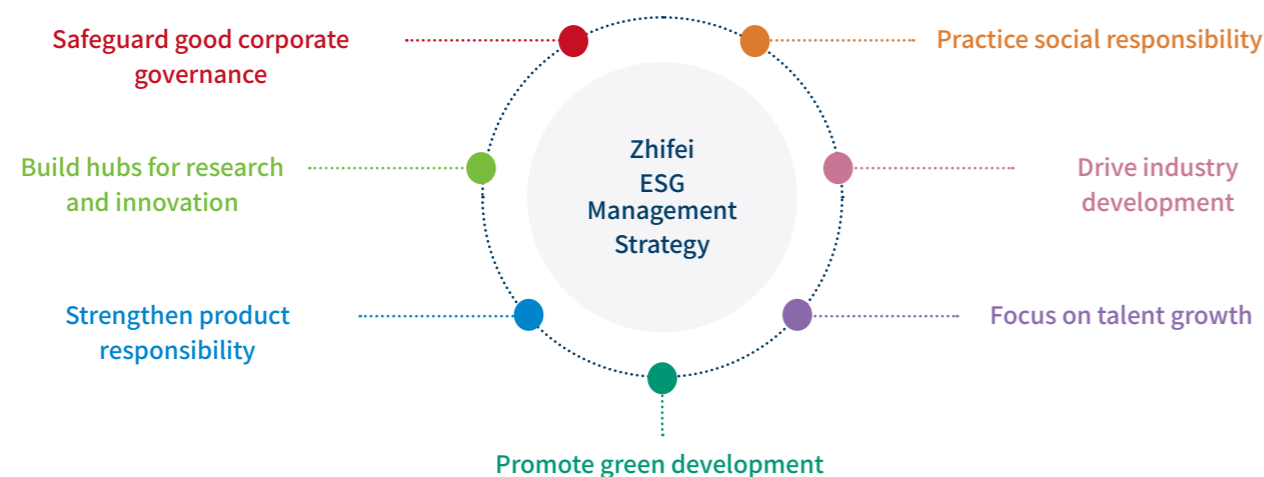 Safeguard good corporate
governance
Practice social responsibility
Build hubs for research
and innovation
Zhifei
ESG
Management
Strategy
Drive industry
development
Strengthen product
responsibility
Focus on talent growth
Promote green development